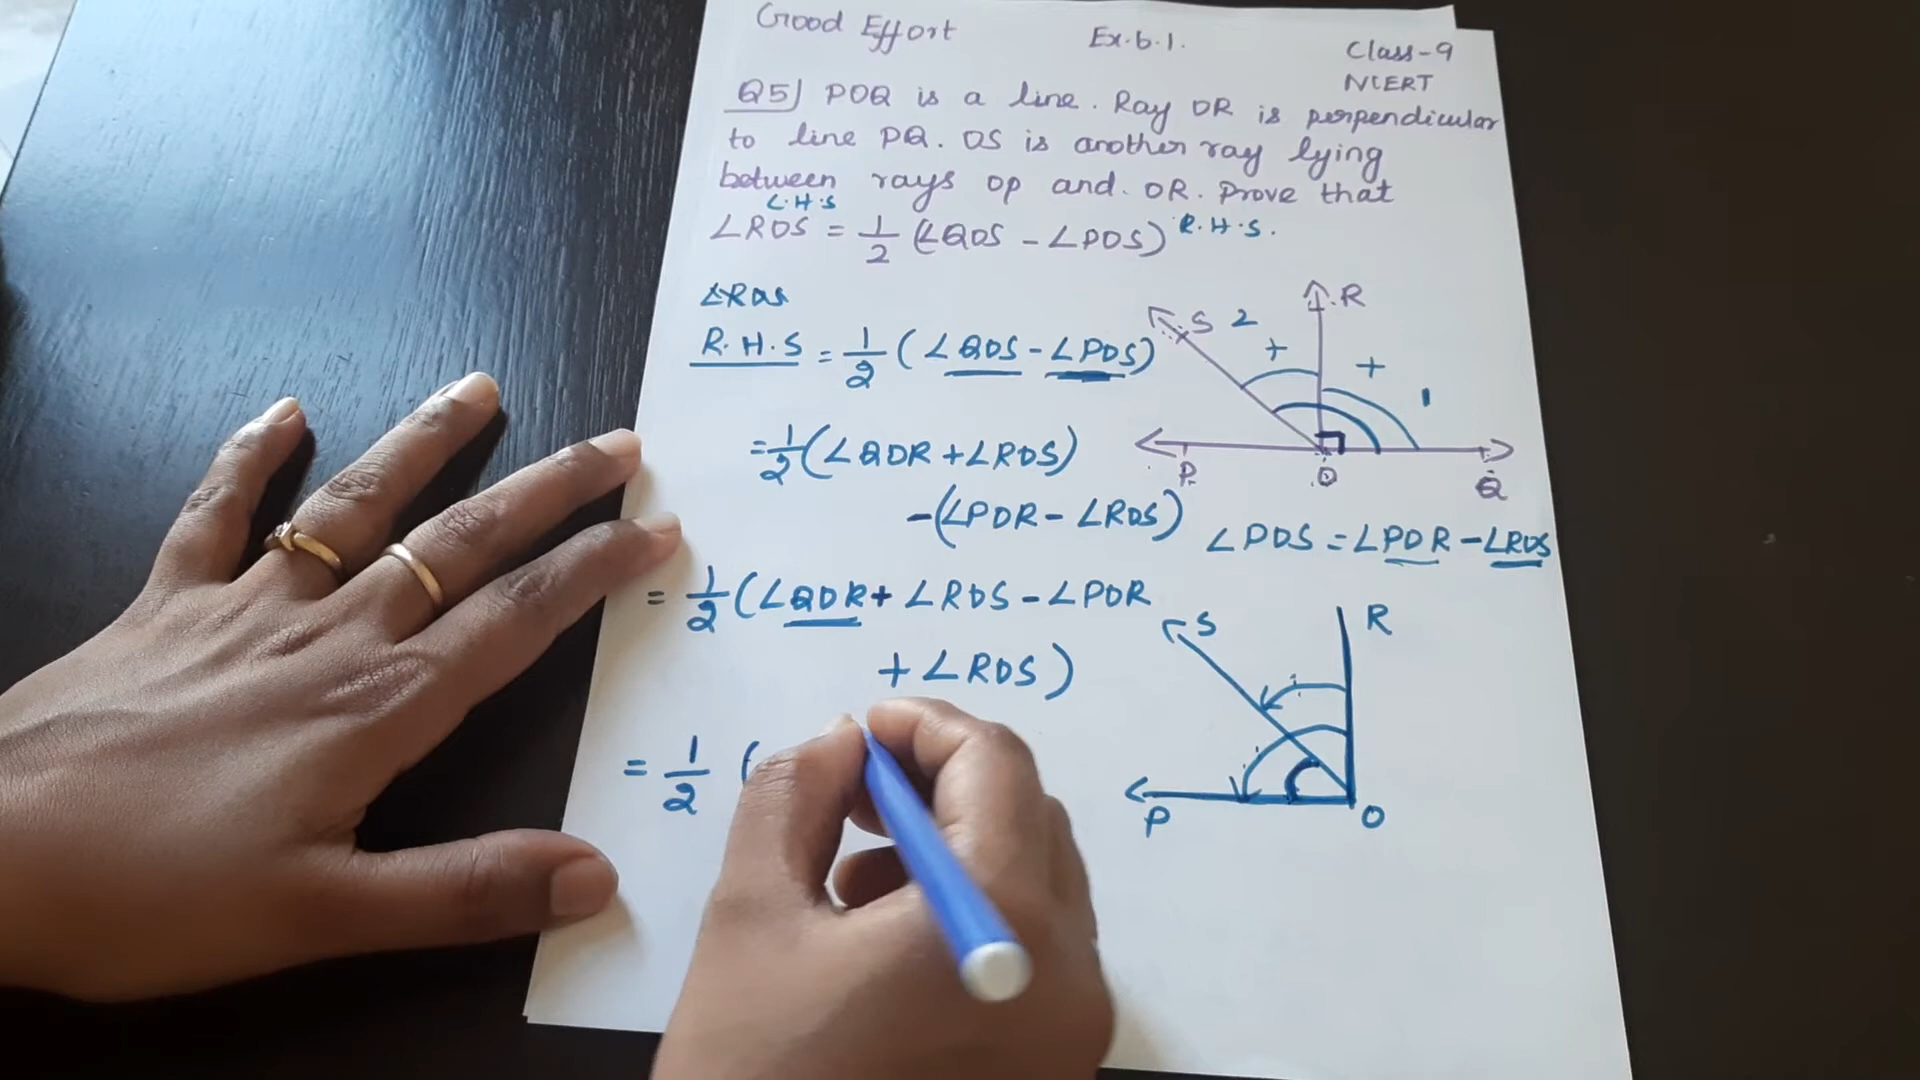 Good Effort Ex.6.1. Class-9
NCERT
Q5) POQ is a line. Ray OR is perpendicular
to line PQ. OS is another ray lying
between rays OP and OR. Prove that
L.H.S
∠ROS = 1/2 (∠QOS - ∠POS) R.H.S.
∠ROS
R.H.S = 1/2 (∠QOS - ∠POS)
= 1/2 (∠QOR + ∠ROS)
-(∠POR - ∠ROS)
= 1/2 (∠QOR + ∠ROS - ∠POR
+ ∠ROS)
= 1/2 (
S 2 R
+ +
1
P O Q
∠POS = ∠POR - ∠ROS
S R
P O